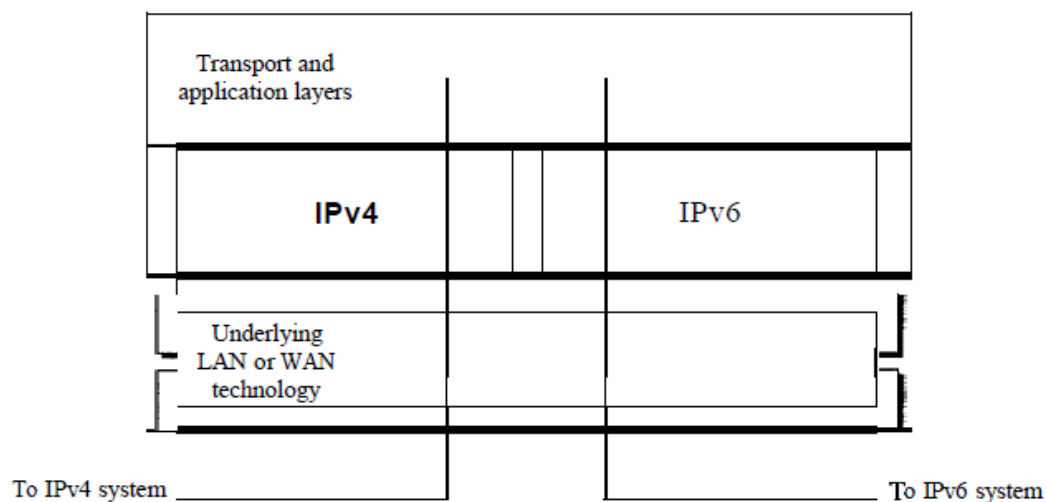 Transport and
application layers
IPv4
IPv6
Underlying
LAN or WAN
technology
To IPv4 system
To IPv6 system